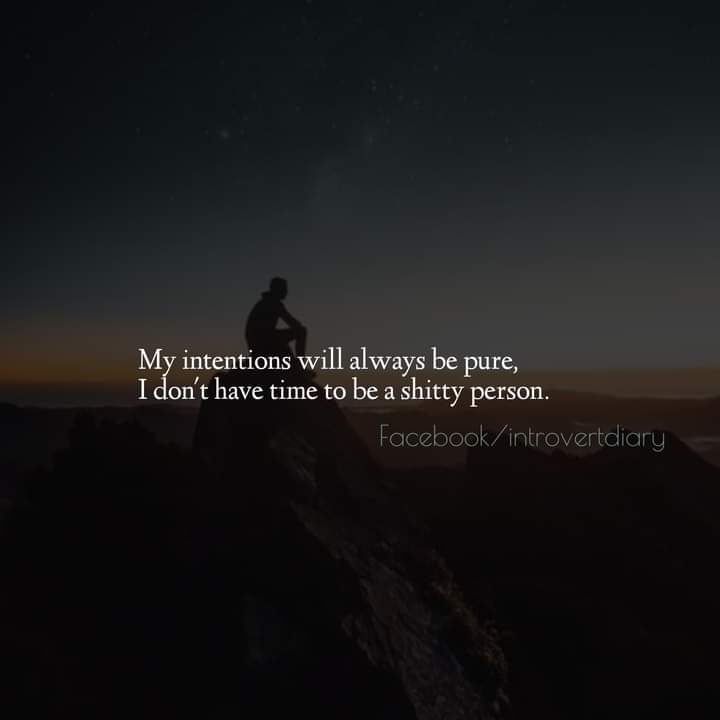 My intentions will always be pure,
I don't have time to be a shitty person.
Facebook/introvertdiary